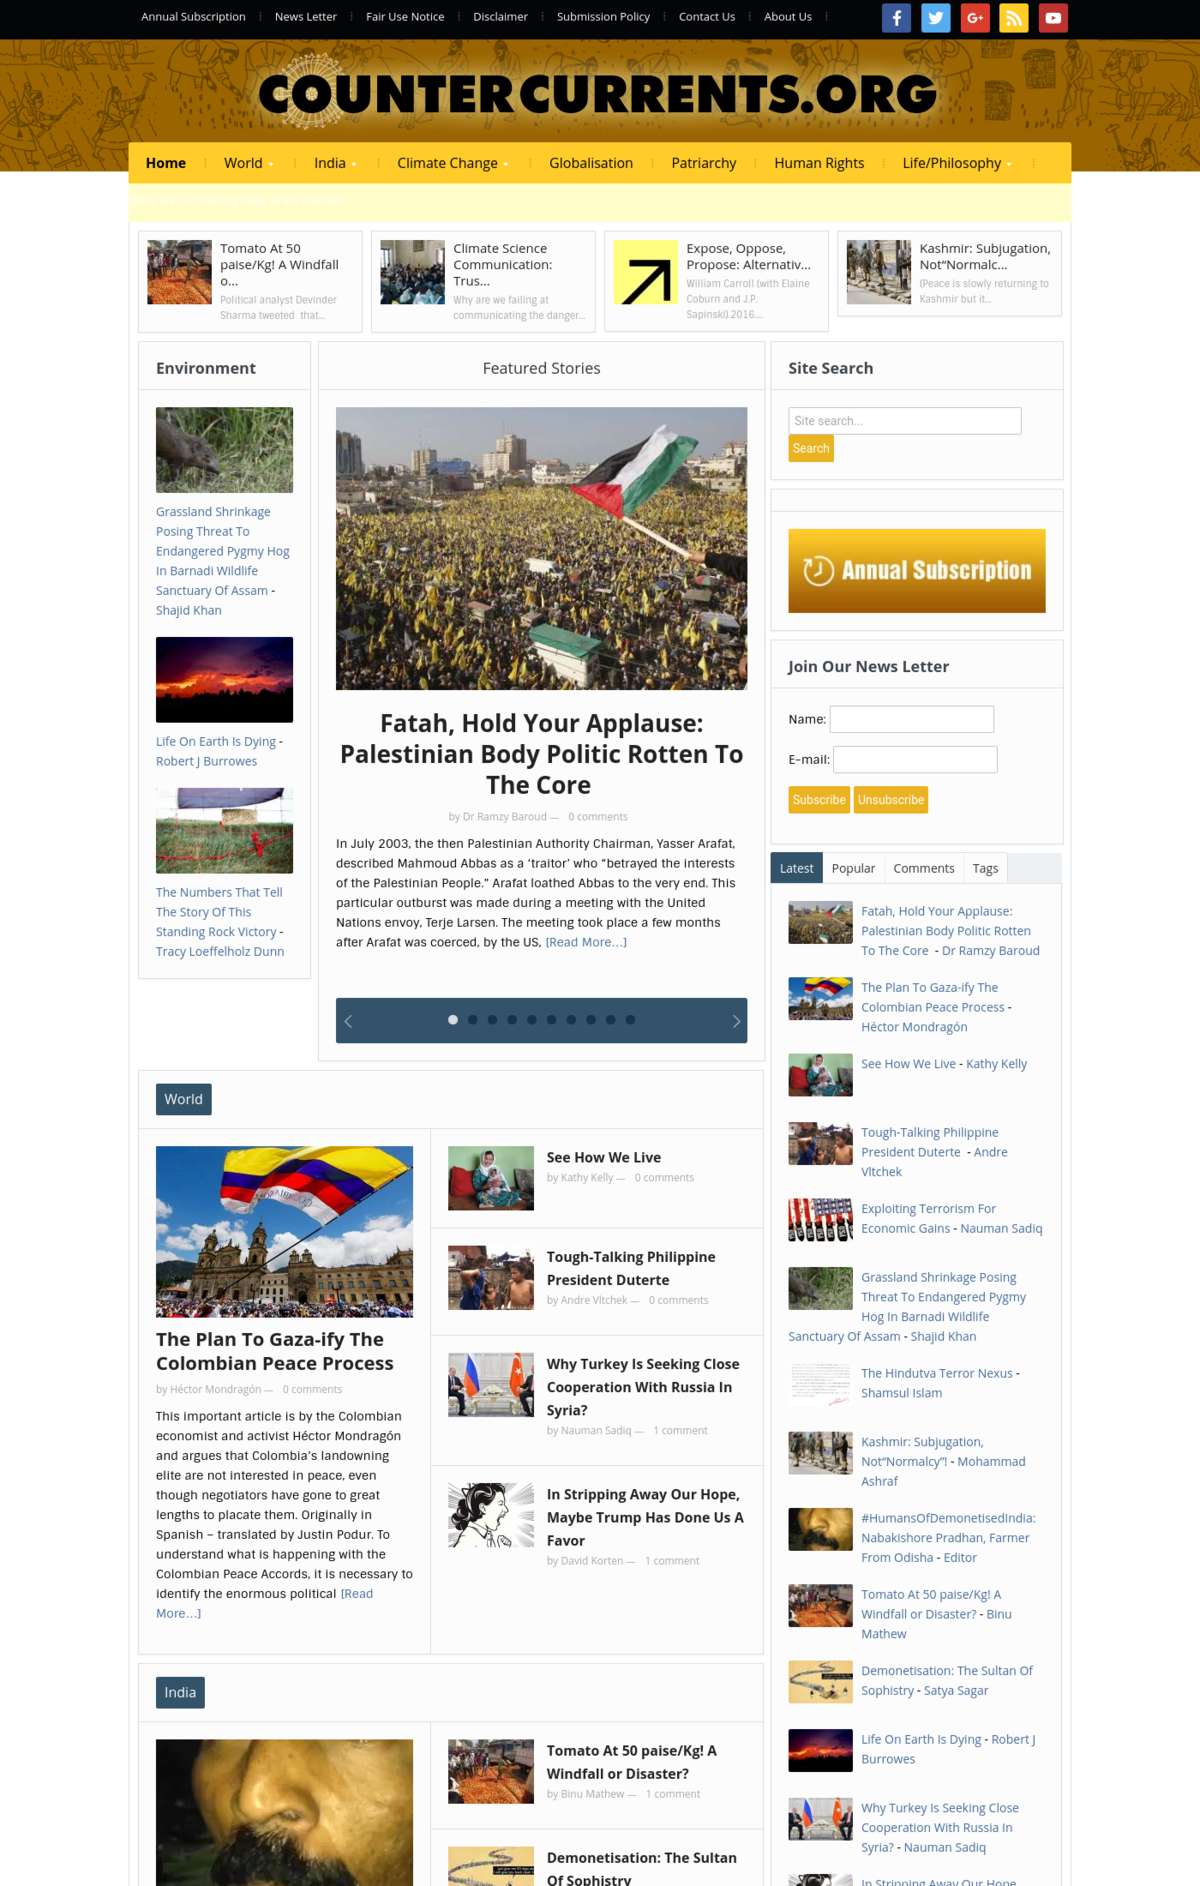 Annual Subscription
News Letter
Fair Use Notice
Disclaimer
Submission Policy
Contact Us
About Us
COUNTERCURRENTS.ORG
Home
World
India
Climate Change
Globalisation
Patriarchy
Human Rights
Life/Philosophy
Tomato At 50
paise/Kg! A Windfall
o...
Political analyst Devinder
Sharma tweeted that...
Climate Science
Communication:
Trus...
Why are we failing at
communicating the danger...
Expose, Oppose,
Propose: Alternativ...
William Carroll (with Elaine
Coburn and J.P.
Sapinski).2016....
Kashmir: Subjugation,
Not“Normalc...
(Peace is slowly returning to
Kashmir but it...
Environment
Grassland Shrinkage
Posing Threat To
Endangered Pygmy Hog
In Barnadi Wildlife
Sanctuary Of Assam -
Shajid Khan
Life On Earth Is Dying -
Robert J Burrowes
The Numbers That Tell
The Story Of This
Standing Rock Victory -
Tracy Loeffelholz Dunn
Featured Stories
Fatah, Hold Your Applause:
Palestinian Body Politic Rotten To
The Core
by Dr Ramzy Baroud — 0 comments
In July 2003, the then Palestinian Authority Chairman, Yasser Arafat,
described Mahmoud Abbas as a ‘traitor’ who “betrayed the interests
of the Palestinian People.” Arafat loathed Abbas to the very end. This
particular outburst was made during a meeting with the United
Nations envoy, Terje Larsen. The meeting took place a few months
after Arafat was coerced, by the US, [Read More...]
Site Search
Site search...
Search
Annual Subscription
Join Our News Letter
Name:
E-mail:
Subscribe
Unsubscribe
Latest
Popular
Comments
Tags
Fatah, Hold Your Applause:
Palestinian Body Politic Rotten
To The Core - Dr Ramzy Baroud
The Plan To Gaza-ify The
Colombian Peace Process -
Héctor Mondragón
See How We Live - Kathy Kelly
Tough-Talking Philippine
President Duterte - Andre
Vltchek
Exploiting Terrorism For
Economic Gains - Nauman Sadiq
Grassland Shrinkage Posing
Threat To Endangered Pygmy
Hog In Barnadi Wildlife
Sanctuary Of Assam - Shajid Khan
The Hindutva Terror Nexus -
Shamsul Islam
Kashmir: Subjugation,
Not“Normalcy”! - Mohammad
Ashraf
#HumansOfDemonetisedIndia:
Nabakishore Pradhan, Farmer
From Odisha - Editor
Tomato At 50 paise/Kg! A
Windfall or Disaster? - Binu
Mathew
Demonetisation: The Sultan Of
Sophistry - Satya Sagar
Life On Earth Is Dying - Robert J
Burrowes
Why Turkey Is Seeking Close
Cooperation With Russia In
Syria? - Nauman Sadiq
In Stripping Away Our Hope,
World
The Plan To Gaza-ify The
Colombian Peace Process
by Héctor Mondragón — 0 comments
This important article is by the Colombian
economist and activist Héctor Mondragón
and argues that Colombia’s landowning
elite are not interested in peace, even
though negotiators have gone to great
lengths to placate them. Originally in
Spanish – translated by Justin Podur. To
understand what is happening with the
Colombian Peace Accords, it is necessary to
identify the enormous political [Read
More...]
See How We Live
by Kathy Kelly — 0 comments
Tough-Talking Philippine
President Duterte
by Andre Vltchek — 0 comments
Why Turkey Is Seeking Close
Cooperation With Russia In
Syria?
by Nauman Sadiq — 1 comment
In Stripping Away Our Hope,
Maybe Trump Has Done Us A
Favor
by David Korten — 1 comment
India
Tomato At 50 paise/Kg! A
Windfall or Disaster?
by Binu Mathew — 1 comment
Demonetisation: The Sultan
Of Sophistry